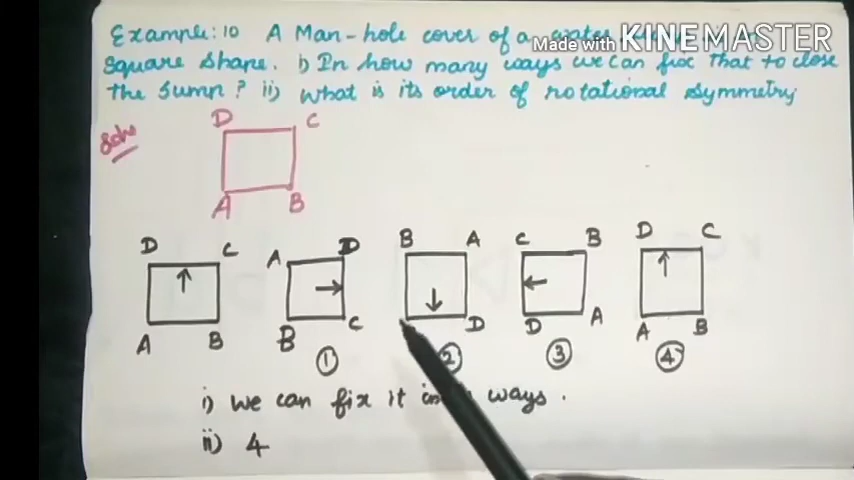 Example: 10 A Man-hole cover of a water
Made with KINEMASTER
Square Shape. i) In how many ways we can fix that to close
the sump? ii) what is its order of rotational symmetry
Soln
D C
A B
D C A D B A C B D C
A B B C D D A A B
1 2 3 4
i) we can fix it in ways.
ii) 4